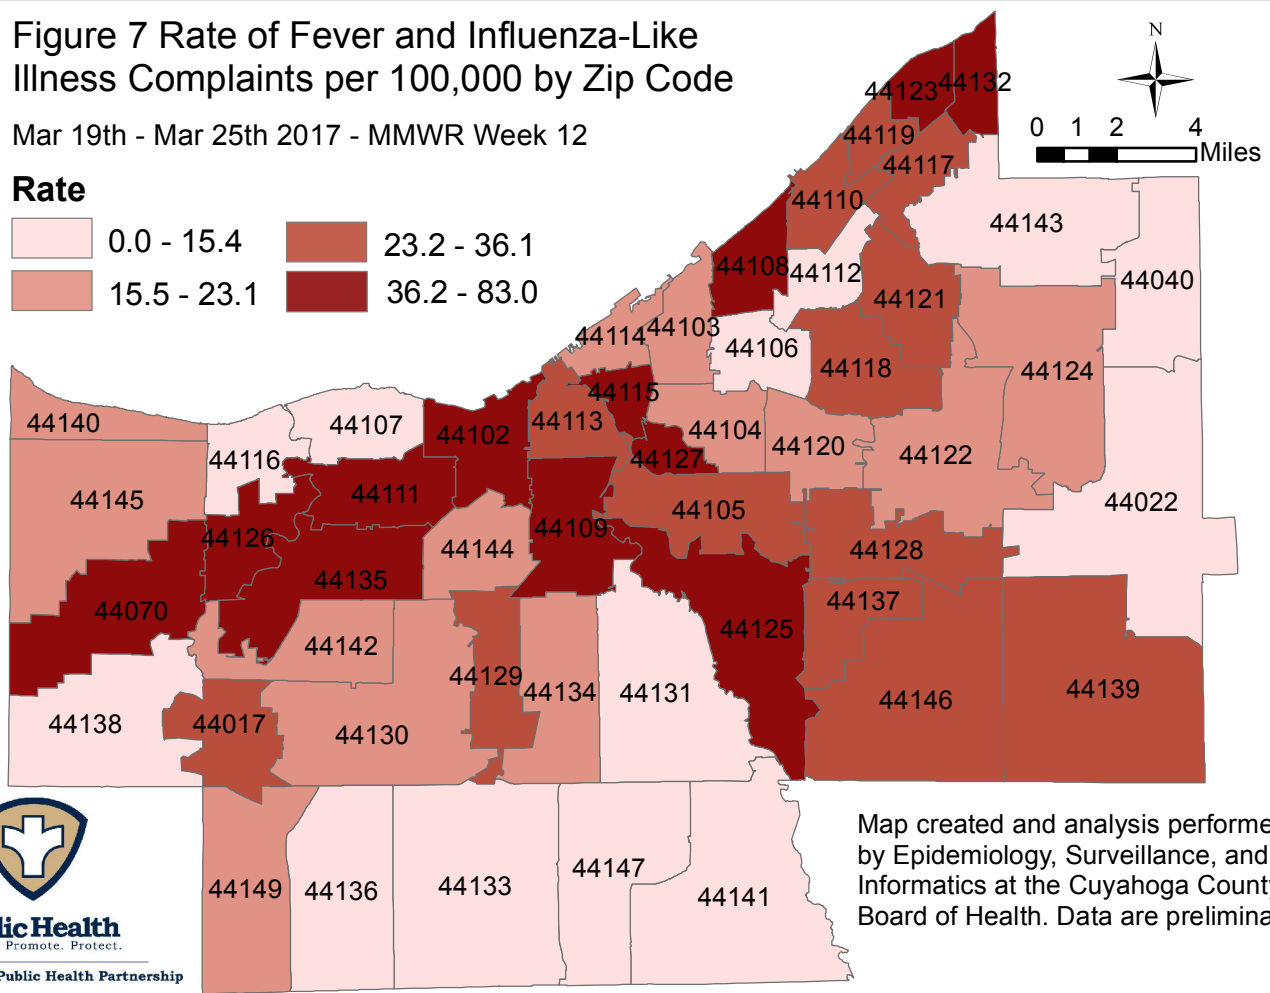 Figure 7 Rate of Fever and Influenza-Like
Illness Complaints per 100,000 by Zip Code
Mar 19th - Mar 25th 2017 - MMWR Week 12
Rate
0.0 - 15.4
23.2 - 36.1
15.5 - 23.1
36.2 - 83.0
N
0 1 2 4
Miles
44123
44132
44119
44117
44110
44143
44108
44112
44040
44121
44114
44103
44106
44118
44124
44115
44140
44107
44102
44113
44104
44120
44122
44116
44127
44145
44111
44022
44126
44109
44105
44144
44128
44135
44070
44137
44125
44142
44129
44134
44131
44139
44138
44017
44130
44146
44149
44136
44133
44147
44141
lic Health
Promote. Protect.
Public Health Partnership
Map created and analysis performe
by Epidemiology, Surveillance, and
Informatics at the Cuyahoga County
Board of Health. Data are prelimina